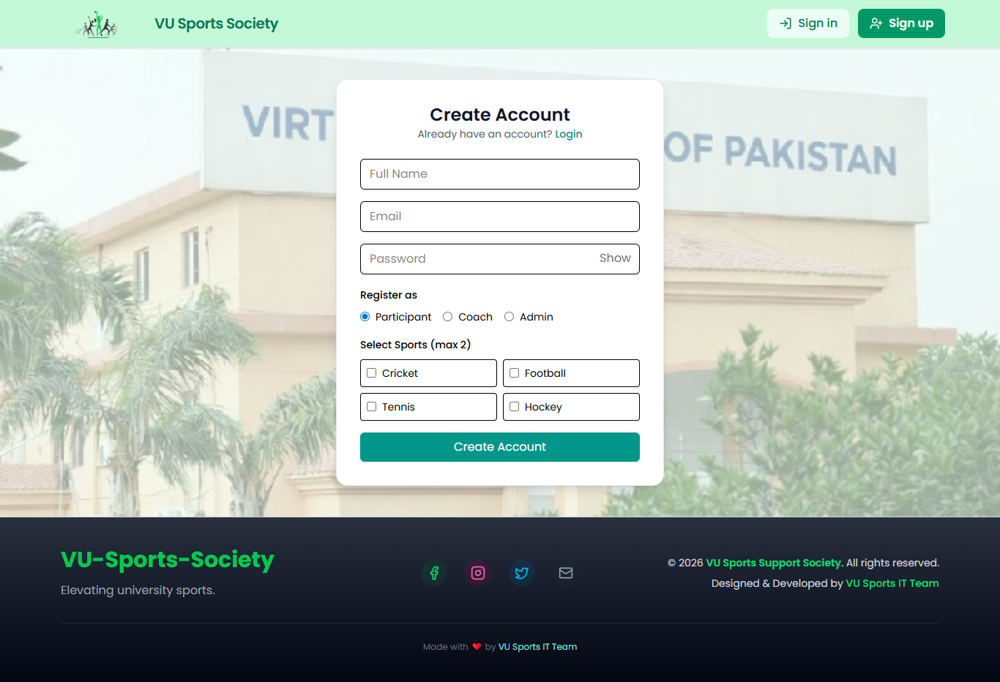 VU Sports Society
Sign in
Sign up
VIRT
OF PAKISTAN
Create Account
Already have an account? Login
Full Name
Email
Password
Show
Register as
Participant
Coach
Admin
Select Sports (max 2)
Cricket
Football
Tennis
Hockey
Create Account
VU-Sports-Society
Elevating university sports.
© 2026 VU Sports Support Society. All rights reserved.
Designed & Developed by VU Sports IT Team
Made with ❤ by VU Sports IT Team